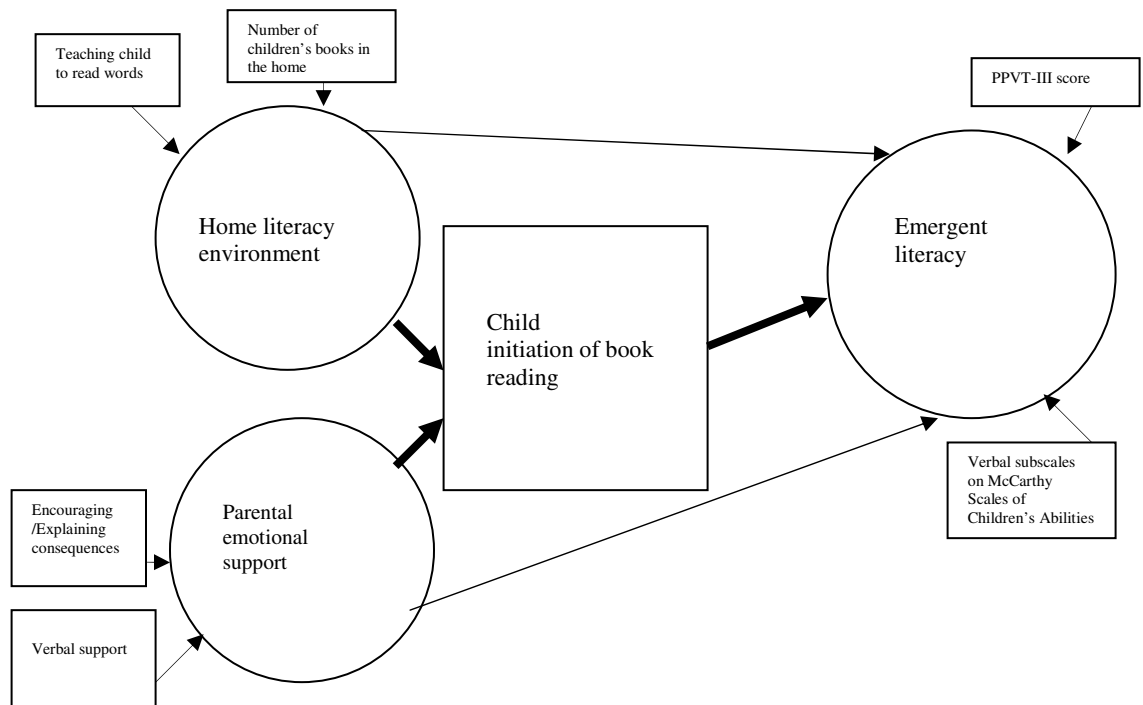 Teaching child
to read words
Number of
children’s books in
the home
PPVT-III score
Home literacy
environment
Emergent
literacy
Child
initiation of book
reading
Parental
emotional
support
Encouraging
/Explaining
consequences
Verbal support
Verbal subscales
on McCarthy
Scales of
Children’s Abilities